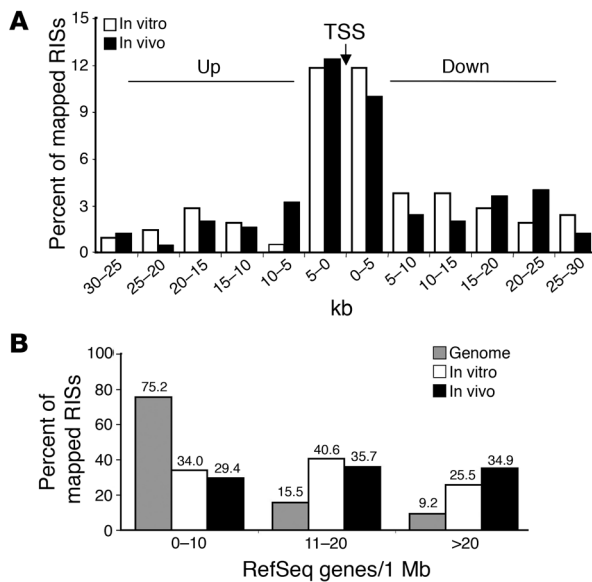 A
In vitro
In vivo
TSS
Up
Down
Percent of mapped RISs
15
12
9
6
3
0
30–25
25–20
20–15
15–10
10–5
5–0
0–5
5–10
10–15
15–20
20–25
25–30
kb
B
Genome
In vitro
In vivo
Percent of
mapped RISs
100
80
60
40
20
0
75.2
34.0
29.4
15.5
40.6
35.7
9.2
25.5
34.9
0–10
11–20
>20
RefSeq genes/1 Mb